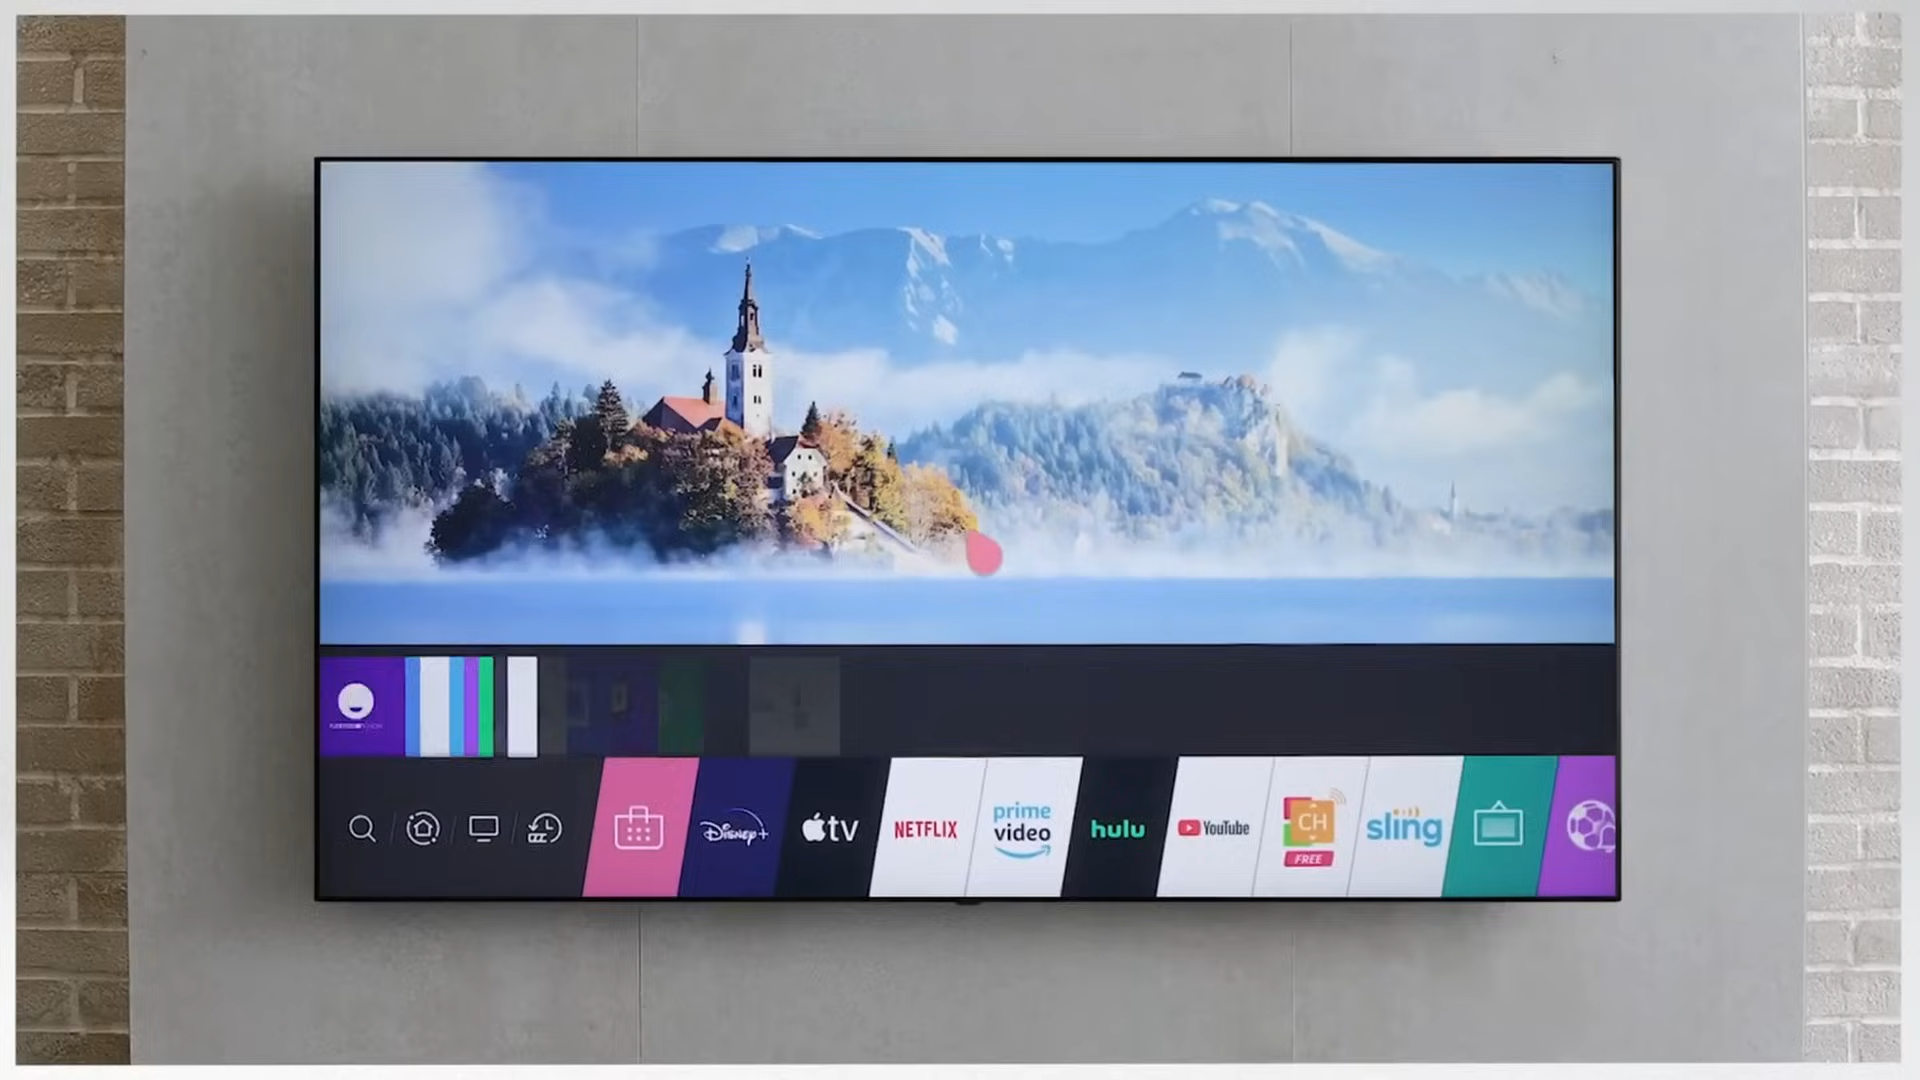 Disney+
tv
NETFLIX
prime
video
hulu
YouTube
CH
FREE
sling